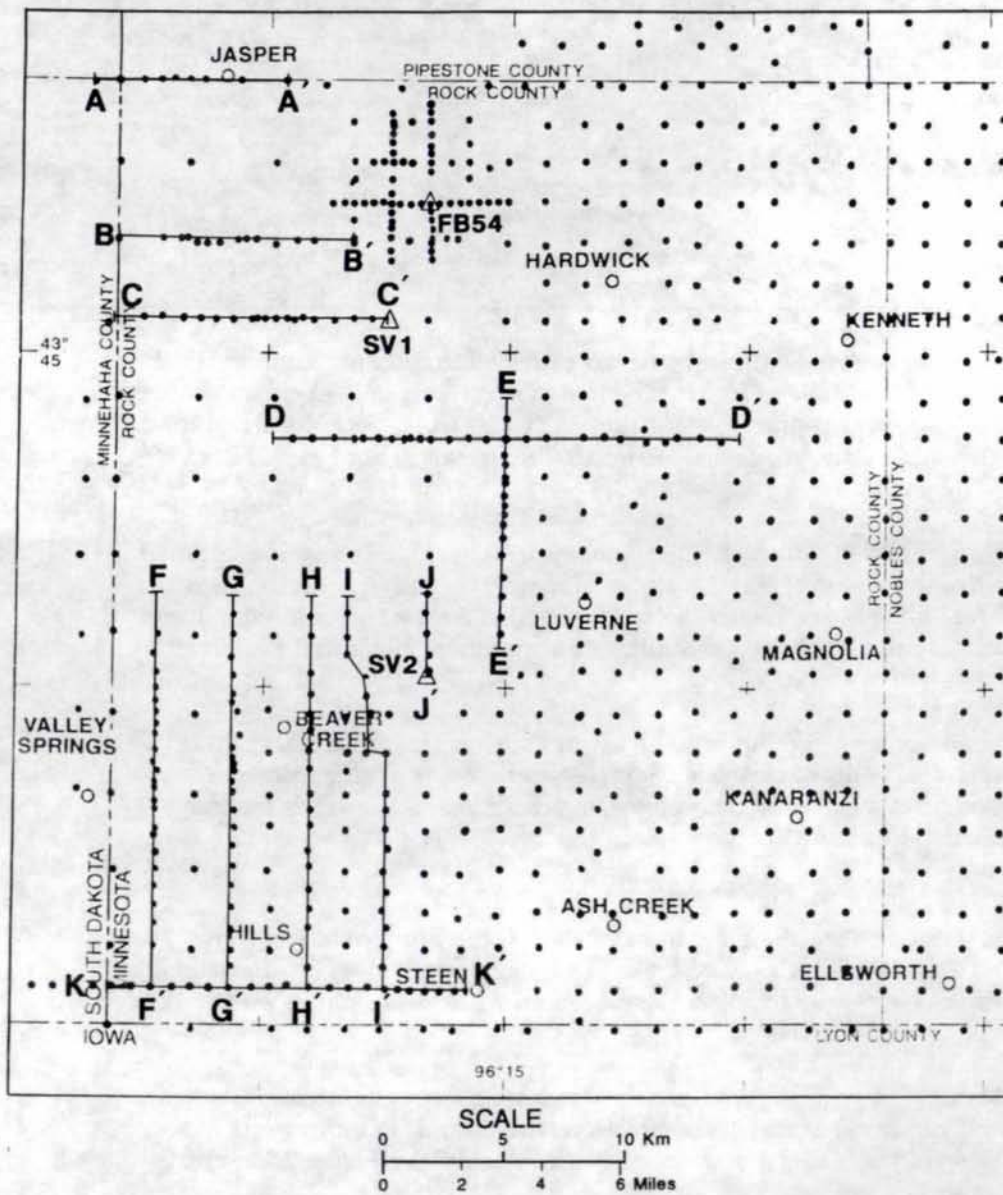 JASPER
PIPESTONE COUNTY
ROCK COUNTY
A
A'
FB54
B
B'
HARDWICK
C
C'
SV1
KENNETH
43°
45
MINNEHAHA COUNTY
ROCK COUNTY
E
D
D'
ROCK COUNTY
NOBLES COUNTY
F
G
H
I
J
LUVERNE
E'
MAGNOLIA
SV2
J'
VALLEY
SPRINGS
BEAVER
CREEK
KANARANZI
SOUTH DAKOTA
MINNESOTA
ASH CREEK
HILLS
STEEN
K
K'
ELLSWORTH
F'
G'
H'
I'
IOWA
LYON COUNTY
96°15
SCALE
0 5 10 Km
0 2 4 6 Miles